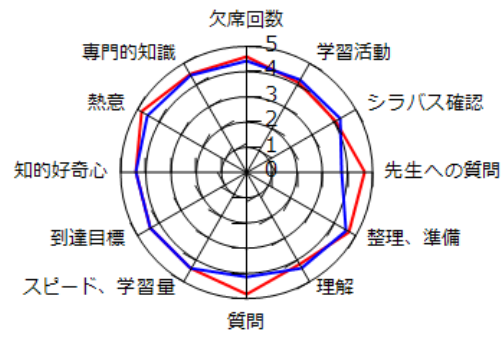 欠席回数
専門的知識
学習活動
熱意
シラバス確認
知的好奇心
先生への質問
到達目標
整理、準備
スピード、学習量
理解
質問
5
4
3
2
1
0